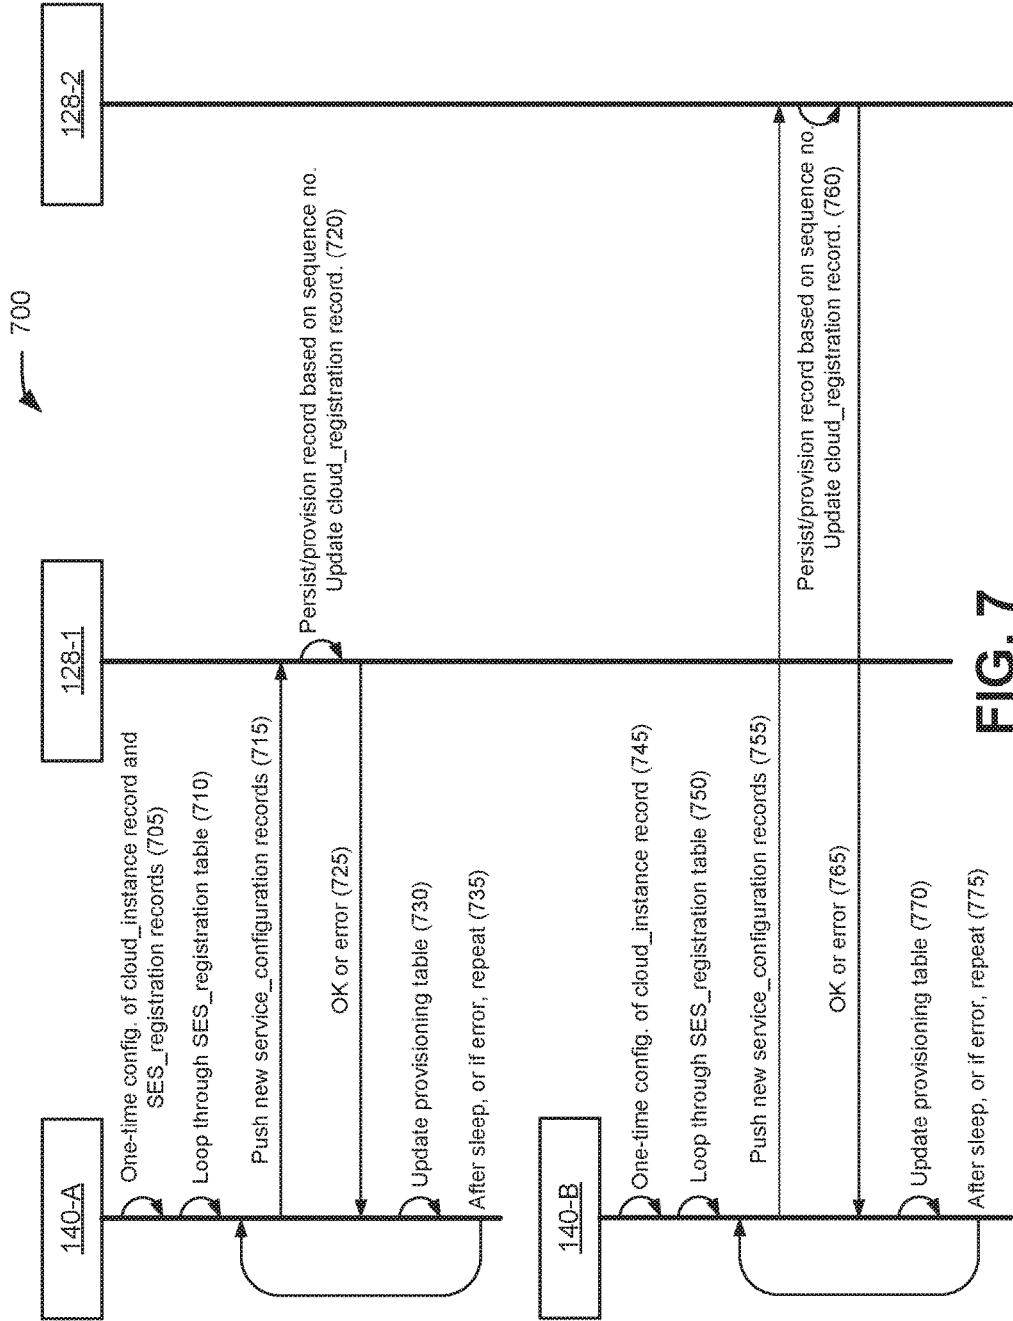 700
140-A
128-1
128-2
One-time config. of cloud_instance record and
SES_registration records (705)
Loop through SES_registration table (710)
Push new service_configuration records (715)
Persist/provision record based on sequence no.
Update cloud_registration record. (720)
OK or error (725)
Update provisioning table (730)
After sleep, or if error, repeat (735)
140-B
One-time config. of cloud_instance record (745)
Loop through SES_registration table (750)
Push new service_configuration records (755)
Persist/provision record based on sequence no.
Update cloud_registration record. (760)
OK or error (765)
Update provisioning table (770)
After sleep, or if error, repeat (775)
FIG. 7